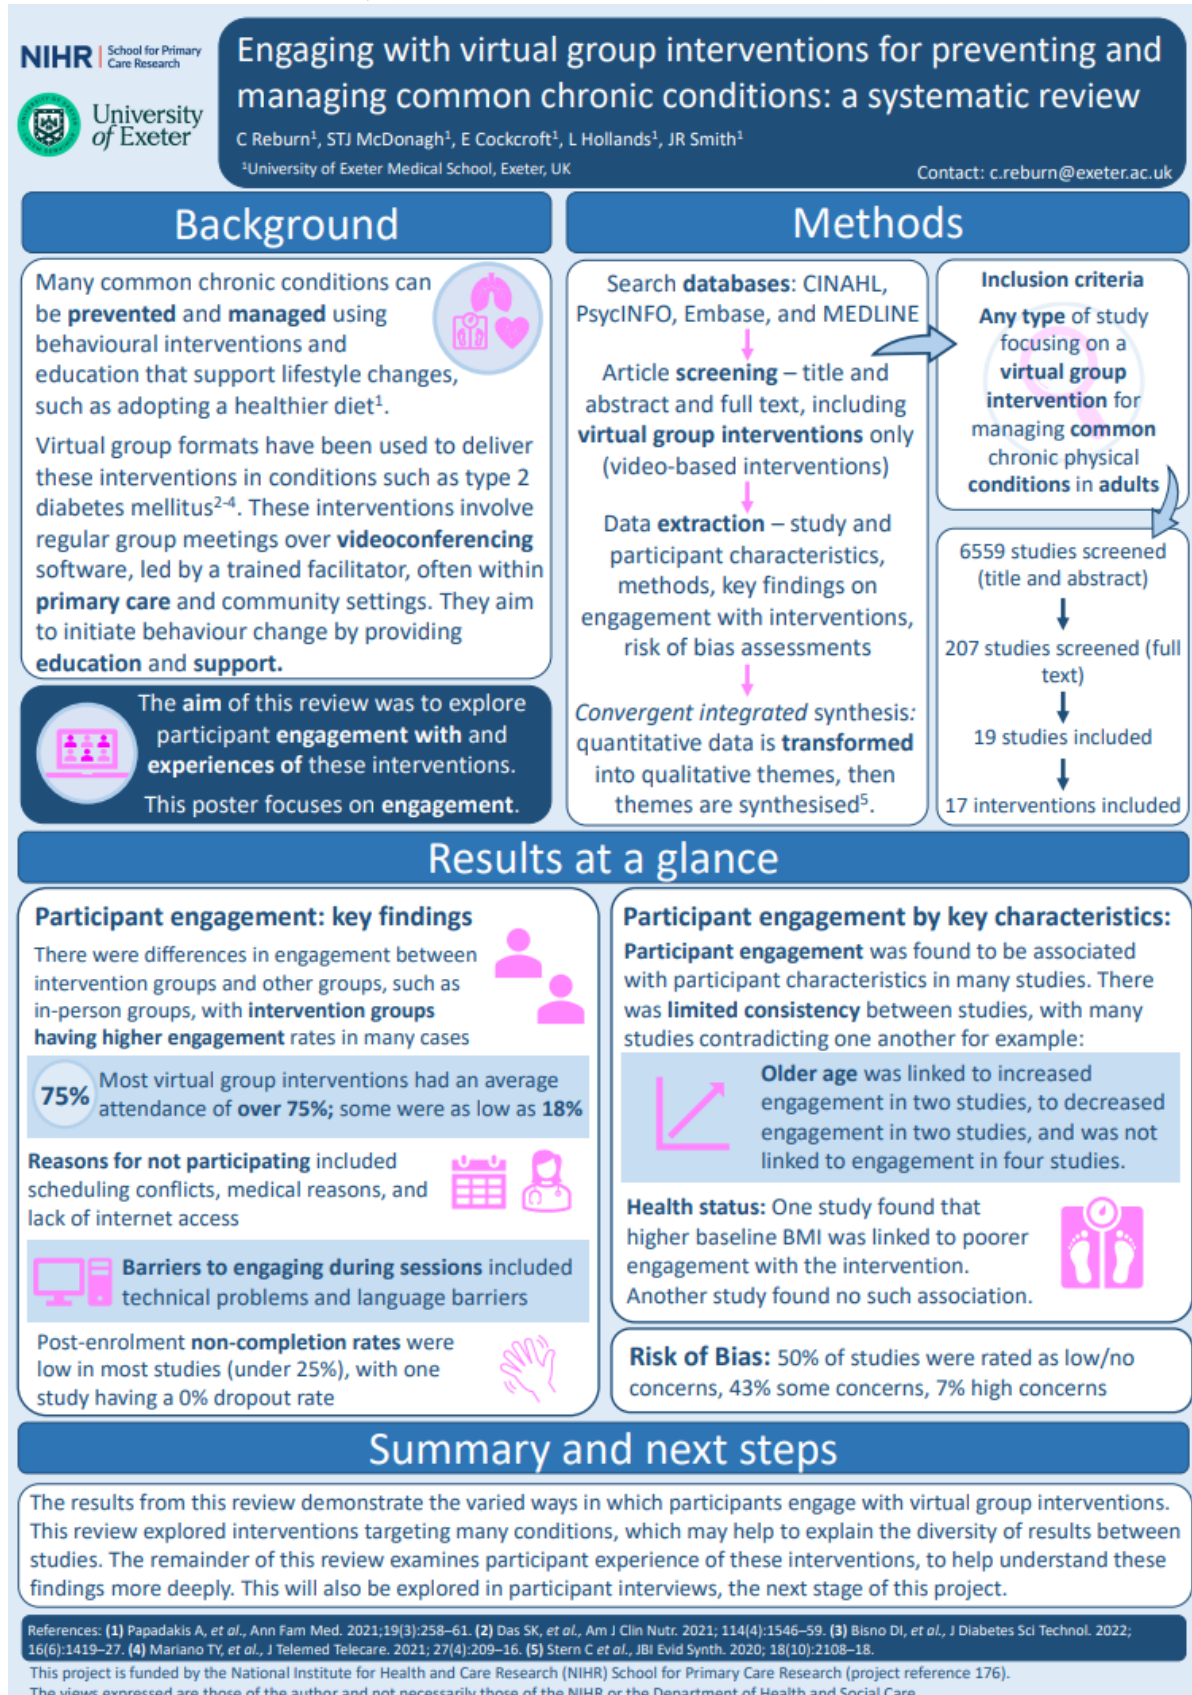 NIHR | School for Primary
Care Research
University
of Exeter
Engaging with virtual group interventions for preventing and
managing common chronic conditions: a systematic review
C Reburn¹, STJ McDonagh¹, E Cockcroft¹, L Hollands¹, JR Smith¹
¹University of Exeter Medical School, Exeter, UK
Contact: c.reburn@exeter.ac.uk
Background
Many common chronic conditions can
be prevented and managed using
behavioural interventions and
education that support lifestyle changes,
such as adopting a healthier diet¹.
Virtual group formats have been used to deliver
these interventions in conditions such as type 2
diabetes mellitus²⁻⁴. These interventions involve
regular group meetings over videoconferencing
software, led by a trained facilitator, often within
primary care and community settings. They aim
to initiate behaviour change by providing
education and support.
The aim of this review was to explore
participant engagement with and
experiences of these interventions.
This poster focuses on engagement.
Methods
Search databases: CINAHL,
PsycINFO, Embase, and MEDLINE
Article screening – title and
abstract and full text, including
virtual group interventions only
(video-based interventions)
Data extraction – study and
participant characteristics,
methods, key findings on
engagement with interventions,
risk of bias assessments
Convergent integrated synthesis:
quantitative data is transformed
into qualitative themes, then
themes are synthesised⁵.
Inclusion criteria
Any type of study
focusing on a
virtual group
intervention for
managing common
chronic physical
conditions in adults
6559 studies screened
(title and abstract)
207 studies screened (full
text)
19 studies included
17 interventions included
Results at a glance
Participant engagement: key findings
There were differences in engagement between
intervention groups and other groups, such as
in-person groups, with intervention groups
having higher engagement rates in many cases
75%
Most virtual group interventions had an average
attendance of over 75%; some were as low as 18%
Reasons for not participating included
scheduling conflicts, medical reasons, and
lack of internet access
Barriers to engaging during sessions included
technical problems and language barriers
Post-enrolment non-completion rates were
low in most studies (under 25%), with one
study having a 0% dropout rate
Participant engagement by key characteristics:
Participant engagement was found to be associated
with participant characteristics in many studies. There
was limited consistency between studies, with many
studies contradicting one another for example:
Older age was linked to increased
engagement in two studies, to decreased
engagement in two studies, and was not
linked to engagement in four studies.
Health status: One study found that
higher baseline BMI was linked to poorer
engagement with the intervention.
Another study found no such association.
Risk of Bias: 50% of studies were rated as low/no
concerns, 43% some concerns, 7% high concerns
Summary and next steps
The results from this review demonstrate the varied ways in which participants engage with virtual group interventions.
This review explored interventions targeting many conditions, which may help to explain the diversity of results between
studies. The remainder of this review examines participant experience of these interventions, to help understand these
findings more deeply. This will also be explored in participant interviews, the next stage of this project.
References: (1) Papadakis A, et al., Ann Fam Med. 2021;19(3):258–61. (2) Das SK, et al., Am J Clin Nutr. 2021; 114(4):1546–59. (3) Bisno DI, et al., J Diabetes Sci Technol. 2022;
16(6):1419–27. (4) Mariano TY, et al., J Telemed Telecare. 2021; 27(4):209–16. (5) Stern C et al., JBI Evid Synth. 2020; 18(10):2108–18.
This project is funded by the National Institute for Health and Care Research (NIHR) School for Primary Care Research (project reference 176).
The views expressed are those of the author and not necessarily those of the NIHR or the Department of Health and Social Care.